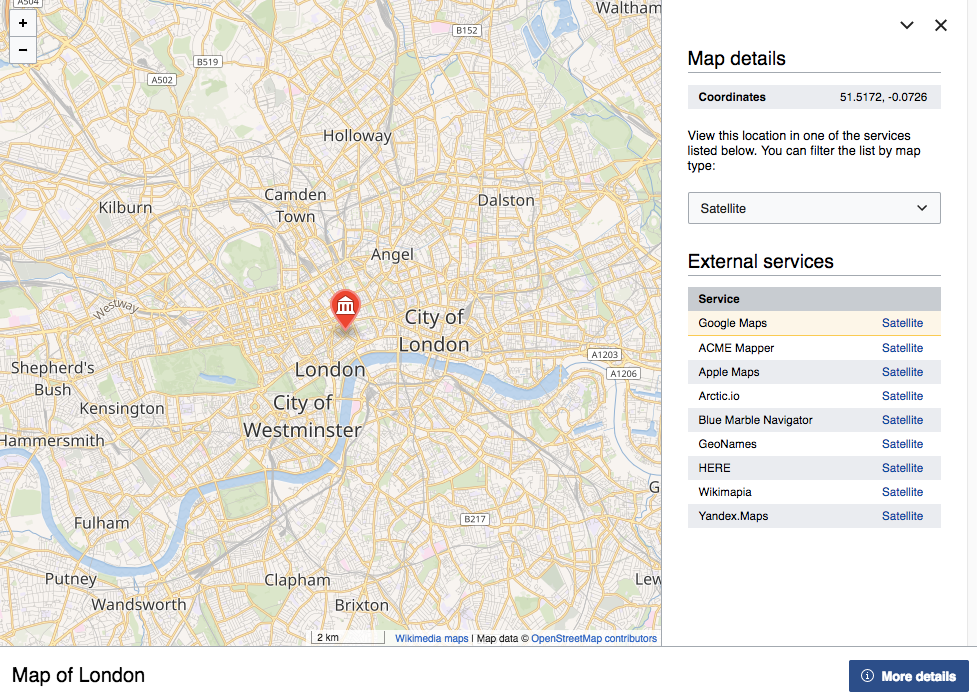 A504
Waltham
+
−
B152
B519
A502
Holloway
Camden
Town
Kilburn
Dalston
Angel
Westway
City of
London
A1203
Shepherd's
Bush
London
A1206
City of
Westminster
Kensington
Hammersmith
G
B217
Fulham
Putney
Clapham
Lew
Wandsworth
Brixton
2 km
Wikimedia maps | Map data © OpenStreetMap contributors
Map details
Coordinates 51.5172, -0.0726
View this location in one of the services
listed below. You can filter the list by map
type:
Satellite
External services
Service
Google Maps Satellite
ACME Mapper Satellite
Apple Maps Satellite
Arctic.io Satellite
Blue Marble Navigator Satellite
GeoNames Satellite
HERE Satellite
Wikimapia Satellite
Yandex.Maps Satellite
Map of London
More details